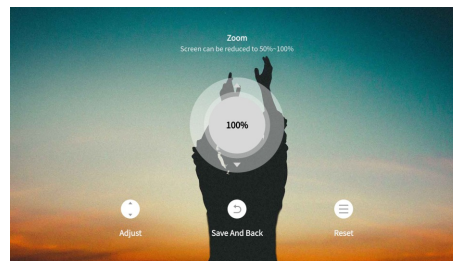 Zoom
Screen can be reduced to 50%~100%
100%
Adjust
Save And Back
Reset